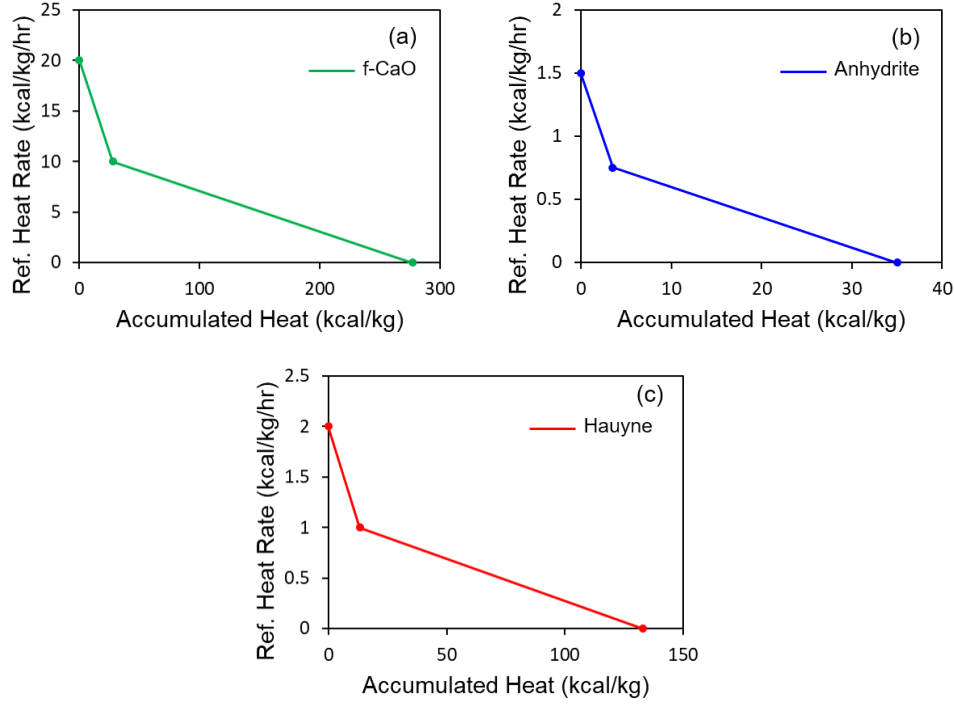 (a)
f-CaO
Ref. Heat Rate (kcal/kg/hr)
25
20
15
10
5
0
0 100 200 300
Accumulated Heat (kcal/kg)
(b)
Anhydrite
Ref. Heat Rate (kcal/kg/hr)
2
1.5
1
0.5
0
0 10 20 30 40
Accumulated Heat (kcal/kg)
(c)
Hauyne
Ref. Heat Rate (kcal/kg/hr)
2.5
2
1.5
1
0.5
0
0 50 100 150
Accumulated Heat (kcal/kg)